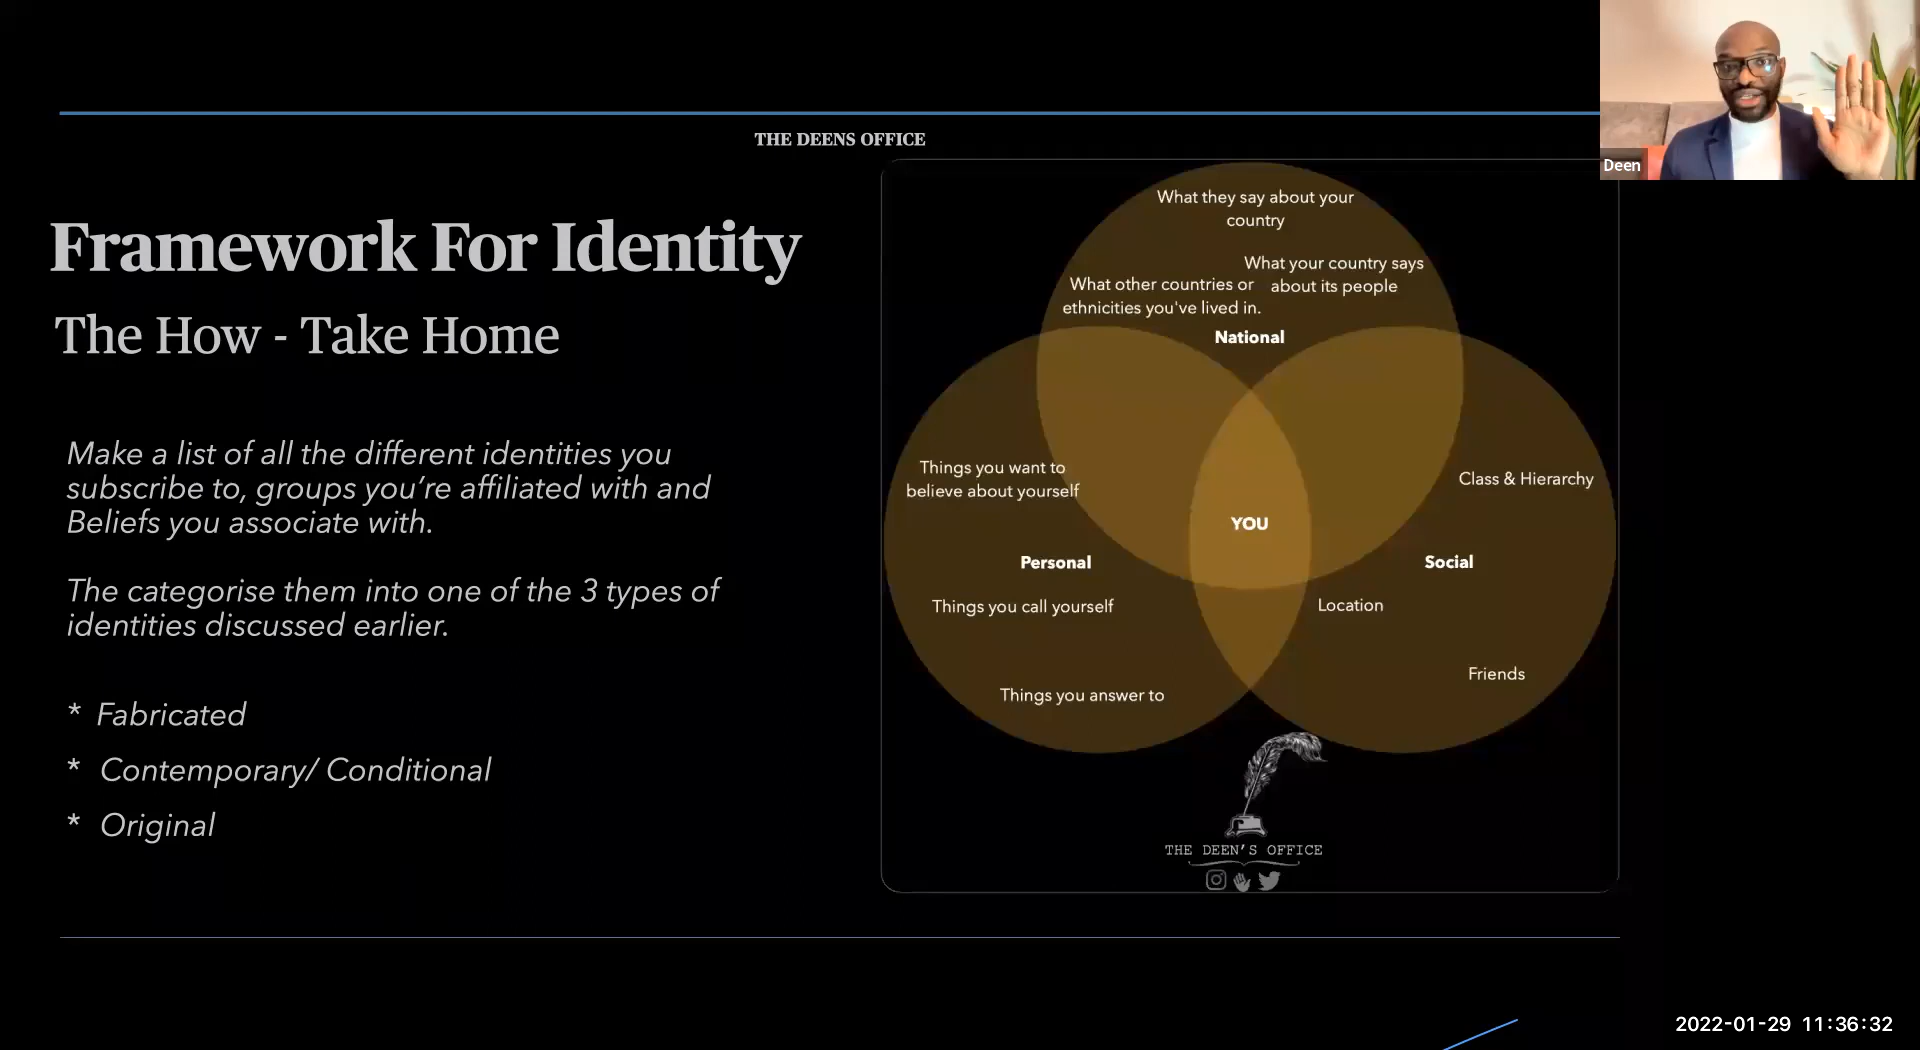 THE DEENS OFFICE
Deen
Framework For Identity
The How - Take Home
Make a list of all the different identities you
subscribe to, groups you’re affiliated with and
Beliefs you associate with.
The categorise them into one of the 3 types of
identities discussed earlier.
* Fabricated
* Contemporary/ Conditional
* Original
What they say about your
country
What your country says
about its people
What other countries or
ethnicities you've lived in.
National
Things you want to
believe about yourself
Class & Hierarchy
YOU
Personal
Social
Things you call yourself
Location
Friends
Things you answer to
THE DEEN'S OFFICE
2022-01-29 11:36:32